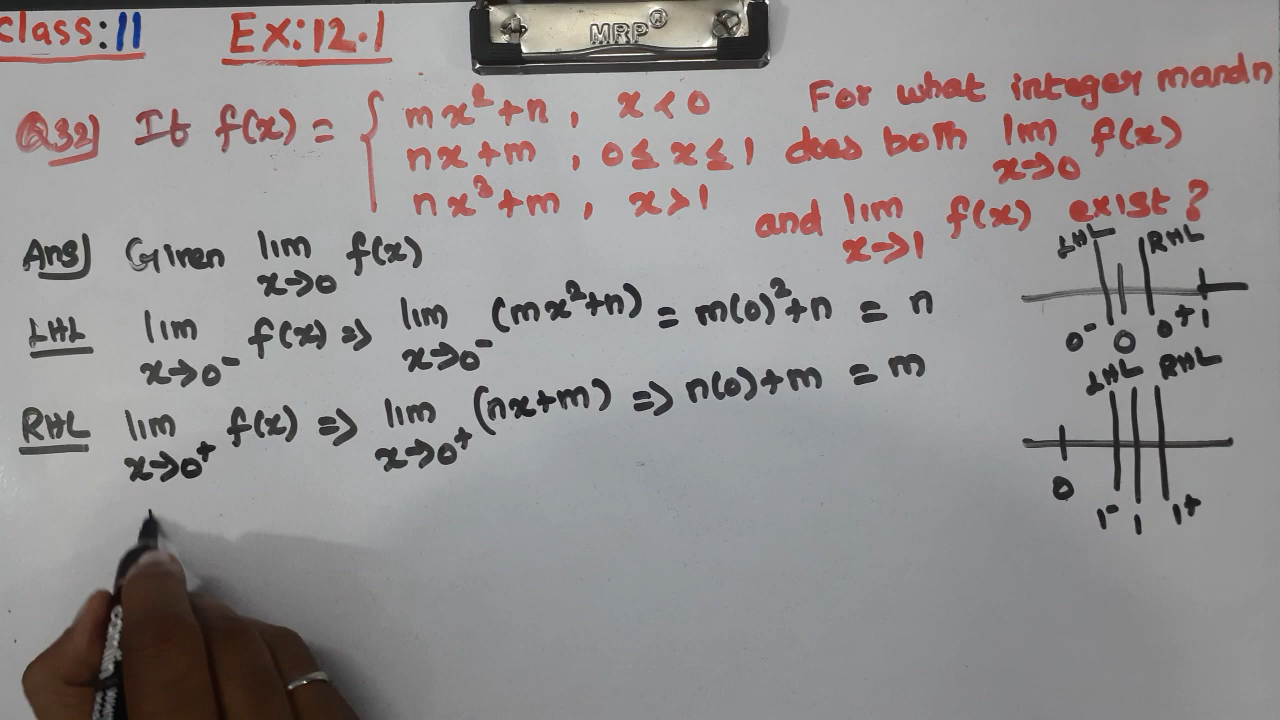 class:11 Ex:12.1
MRP®
Q32) If f(x) = { mx²+n, x<0 For what integer m and n
nx+m, 0≤x≤1 does both lim x→0 f(x)
nx³+m, x>1 and lim x→1 f(x) exist?
Ans) Given lim x→0 f(x)
LHL RHL
0⁻ 0 0⁺ 1
LHL lim x→0⁻ f(x) => lim x→0⁻ (mx²+n) = m(0)²+n = n
RHL lim x→0⁺ f(x) => lim x→0⁺ (nx+m) => n(0)+m = m
LHL RHL
0 1⁻ 1 1⁺